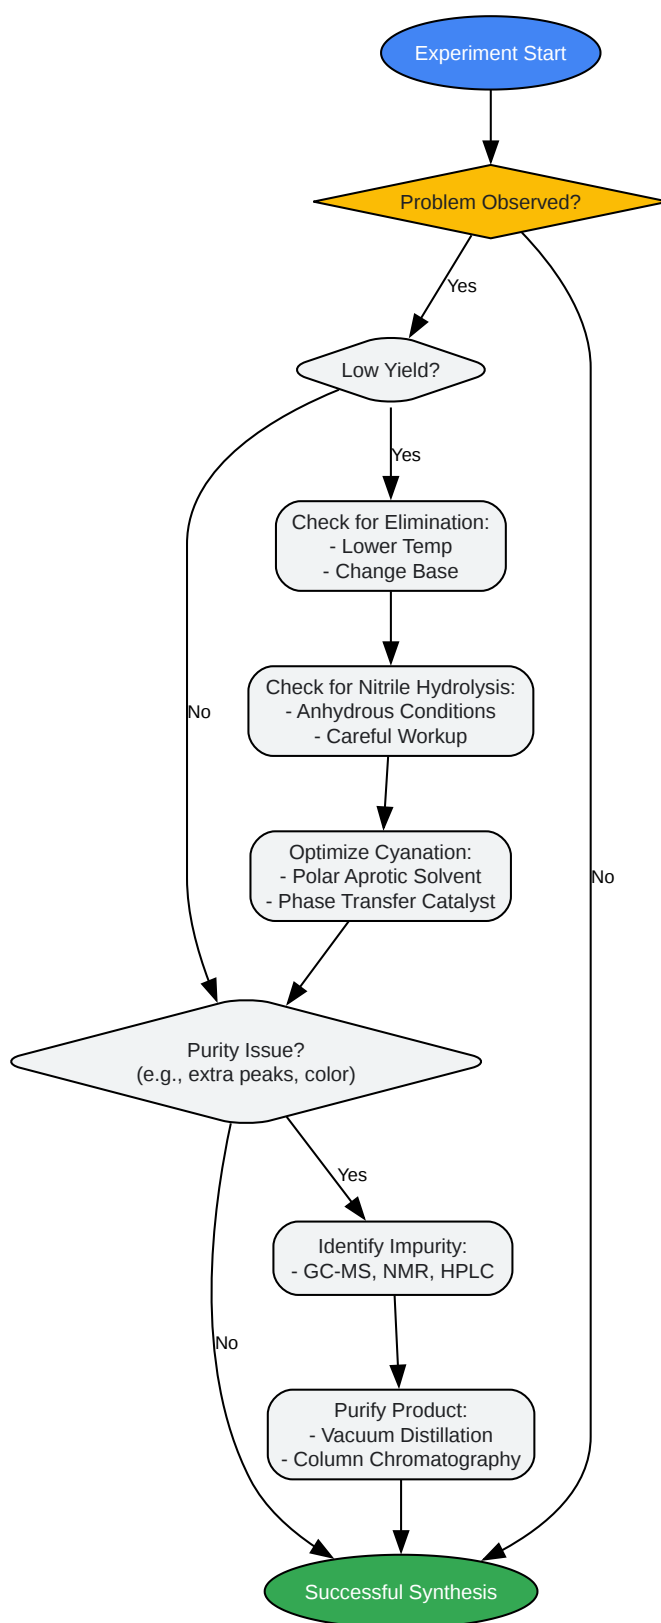 Experiment Start
Problem Observed?
Yes
Low Yield?
Yes
Check for Elimination:
- Lower Temp
- Change Base
Check for Nitrile Hydrolysis:
- Anhydrous Conditions
- Careful Workup
No
Optimize Cyanation:
- Polar Aprotic Solvent
- Phase Transfer Catalyst
No
Purity Issue?
(e.g., extra peaks, color)
Yes
Identify Impurity:
- GC-MS, NMR, HPLC
No
Purify Product:
- Vacuum Distillation
- Column Chromatography
Successful Synthesis